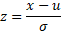 z = (x − u) / σ